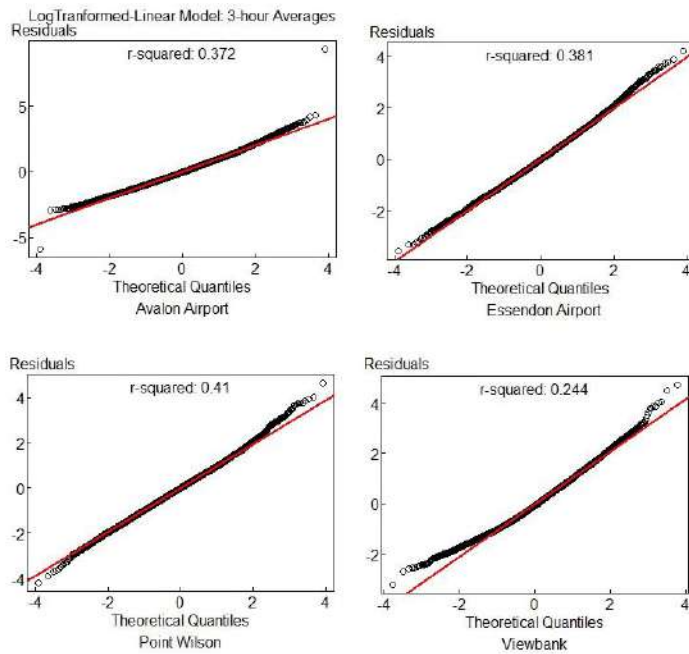 LogTranformed-Linear Model: 3-hour Averages
Residuals
r-squared: 0.372
5
0
-5
-4 -2 0 2 4
Theoretical Quantiles
Avalon Airport
Residuals
r-squared: 0.381
4
2
0
-2
-4 -2 0 2 4
Theoretical Quantiles
Essendon Airport
Residuals
r-squared: 0.41
4
2
0
-2
-4
-4 -2 0 2 4
Theoretical Quantiles
Point Wilson
Residuals
r-squared: 0.244
4
2
0
-2
-4 -2 0 2 4
Theoretical Quantiles
Viewbank